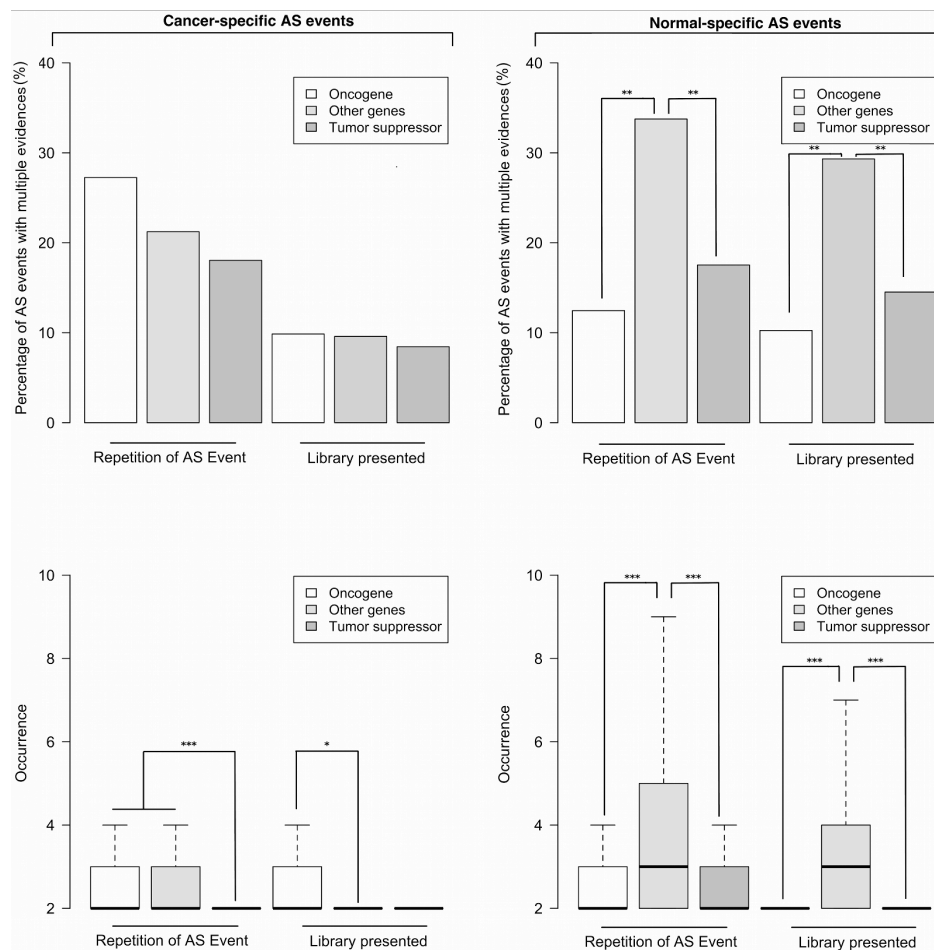 Cancer-specific AS events
Normal-specific AS events
Percentage of AS events with multiple evidences (%)
40
30
20
10
0
Oncogene
Other genes
Tumor suppressor
Repetition of AS Event
Library presented
Percentage of AS events with multiple evidences (%)
40
30
20
10
0
Oncogene
Other genes
Tumor suppressor
**
**
**
**
Repetition of AS Event
Library presented
Occurrence
10
8
6
4
2
Oncogene
Other genes
Tumor suppressor
***
*
Repetition of AS Event
Library presented
Occurrence
10
8
6
4
2
Oncogene
Other genes
Tumor suppressor
***
***
***
***
Repetition of AS Event
Library presented